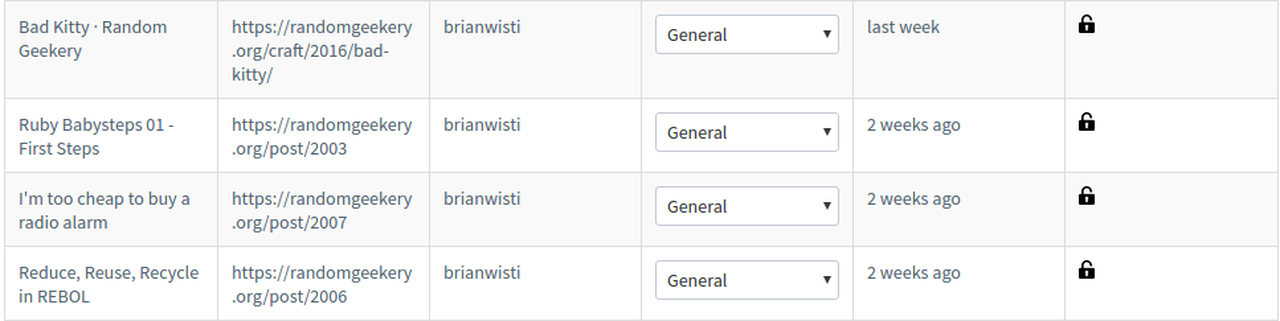 Bad Kitty · Random
Geekery
https://randomgeekery
.org/craft/2016/bad-
kitty/
brianwisti
General
last week
Ruby Babysteps 01 -
First Steps
https://randomgeekery
.org/post/2003
brianwisti
General
2 weeks ago
I'm too cheap to buy a
radio alarm
https://randomgeekery
.org/post/2007
brianwisti
General
2 weeks ago
Reduce, Reuse, Recycle
in REBOL
https://randomgeekery
.org/post/2006
brianwisti
General
2 weeks ago